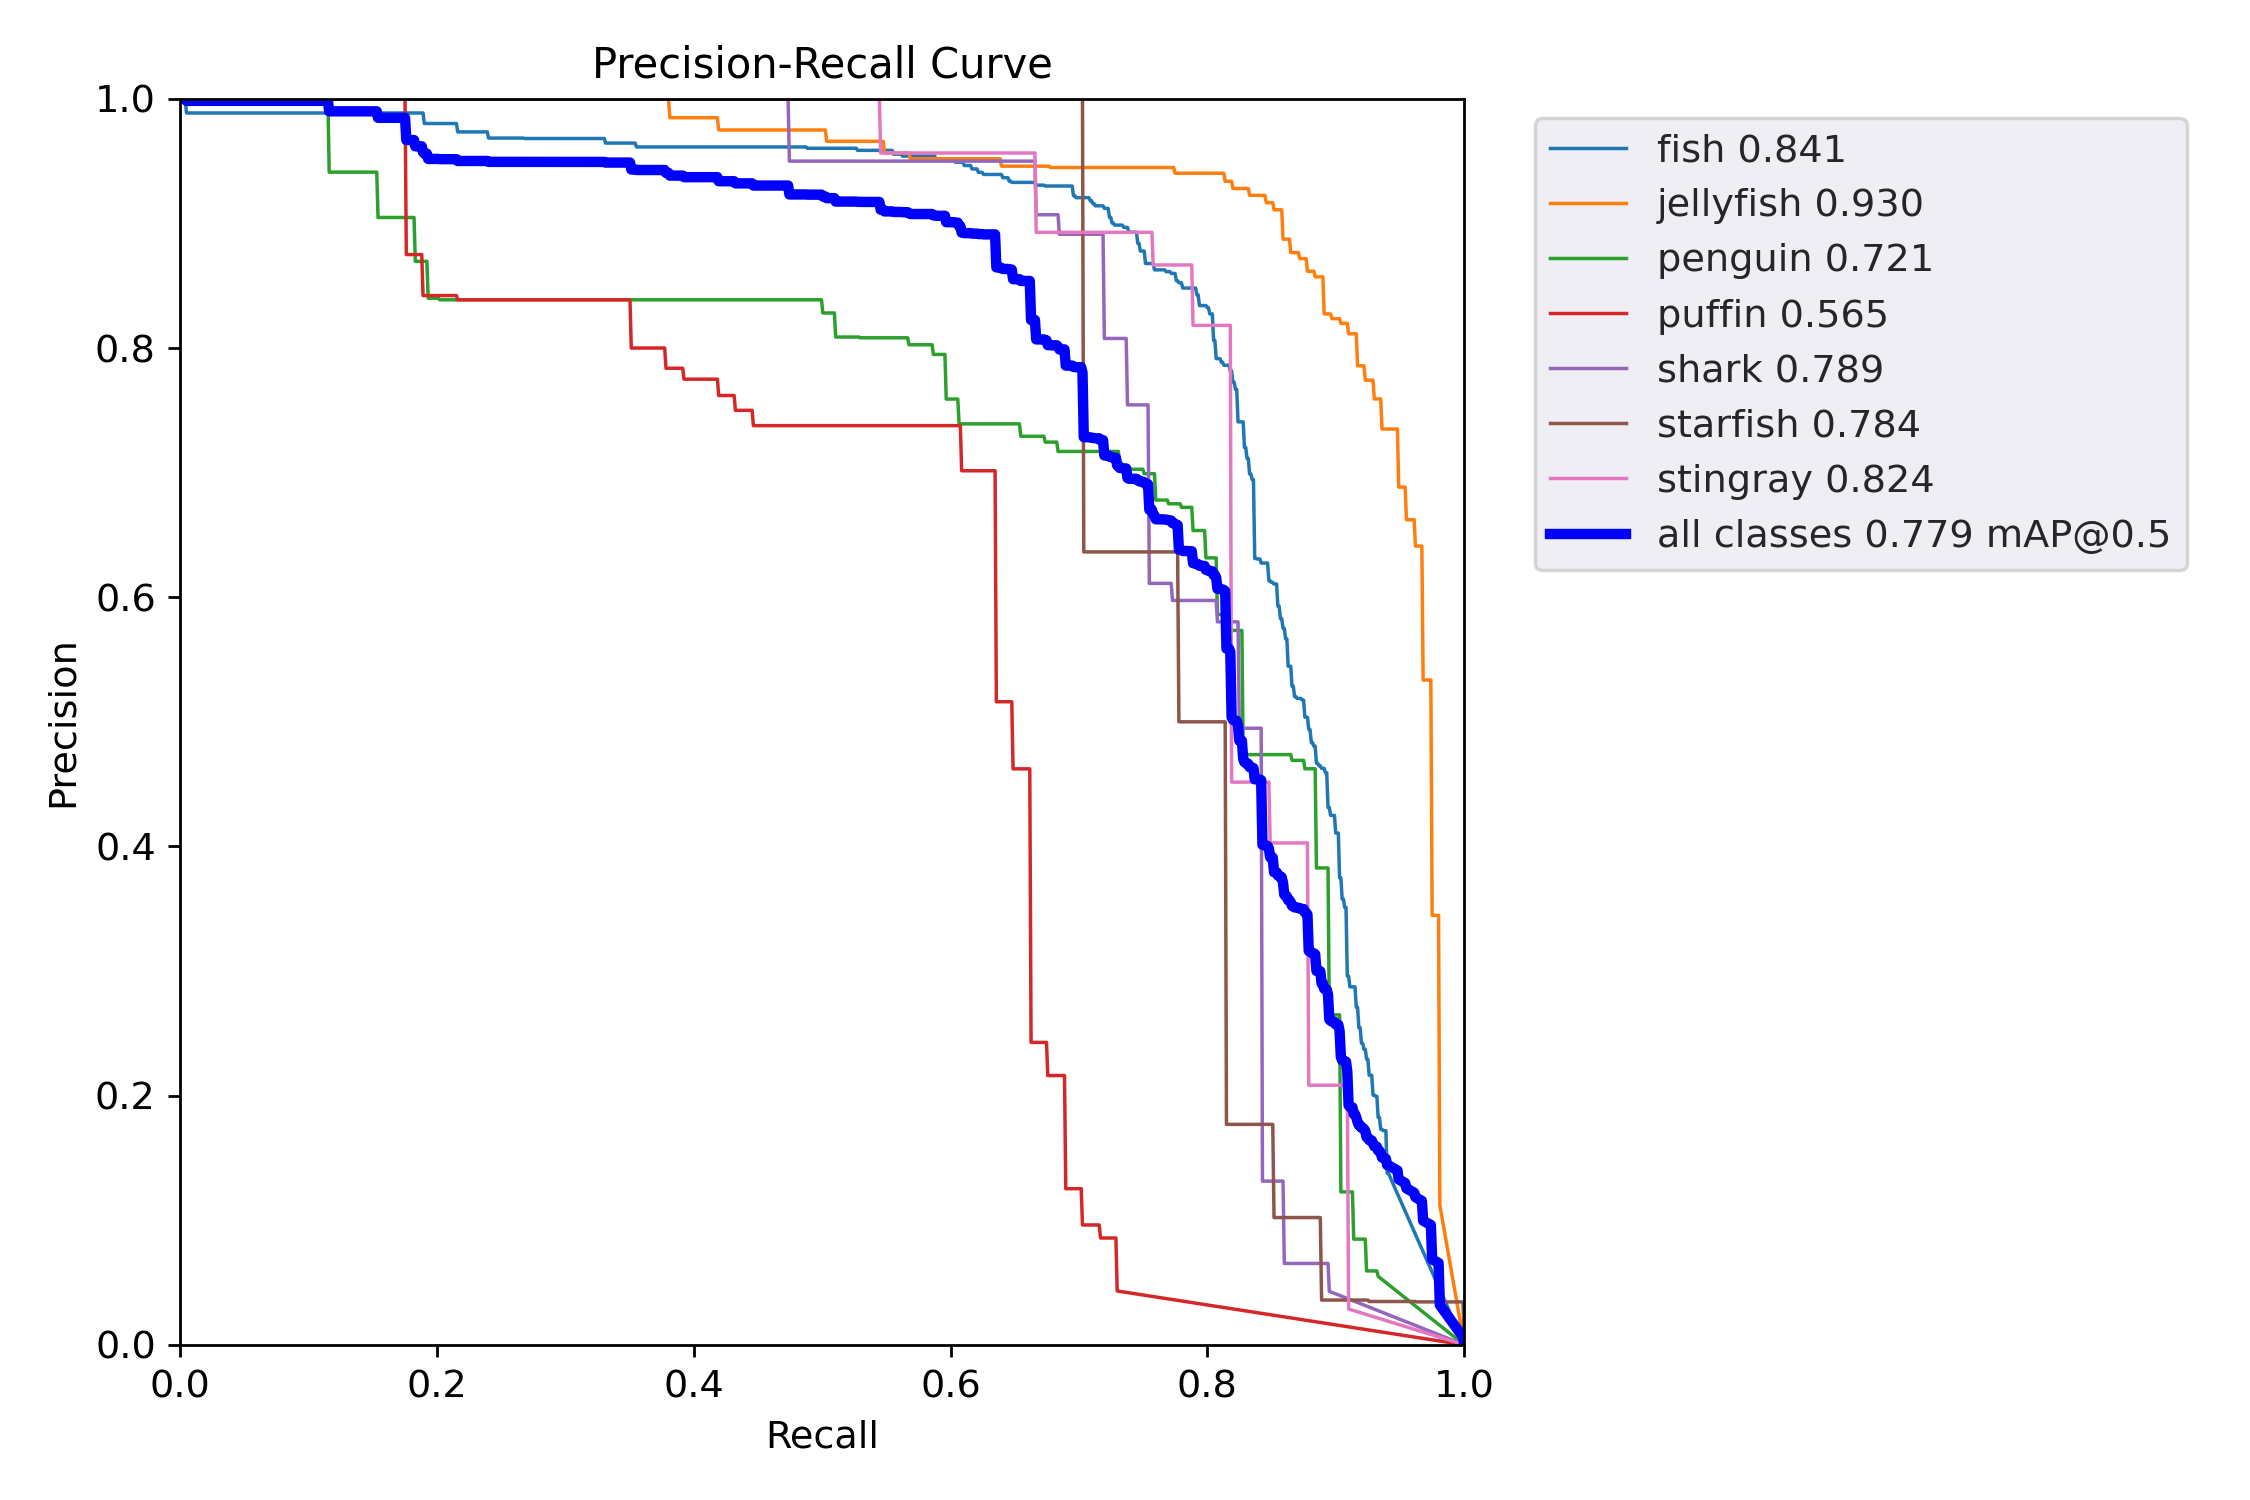 Precision-Recall Curve
1.0
0.8
0.6
0.4
0.2
0.0
Precision
0.0 0.2 0.4 0.6 0.8 1.0
Recall
fish 0.841
jellyfish 0.930
penguin 0.721
puffin 0.565
shark 0.789
starfish 0.784
stingray 0.824
all classes 0.779 mAP@0.5